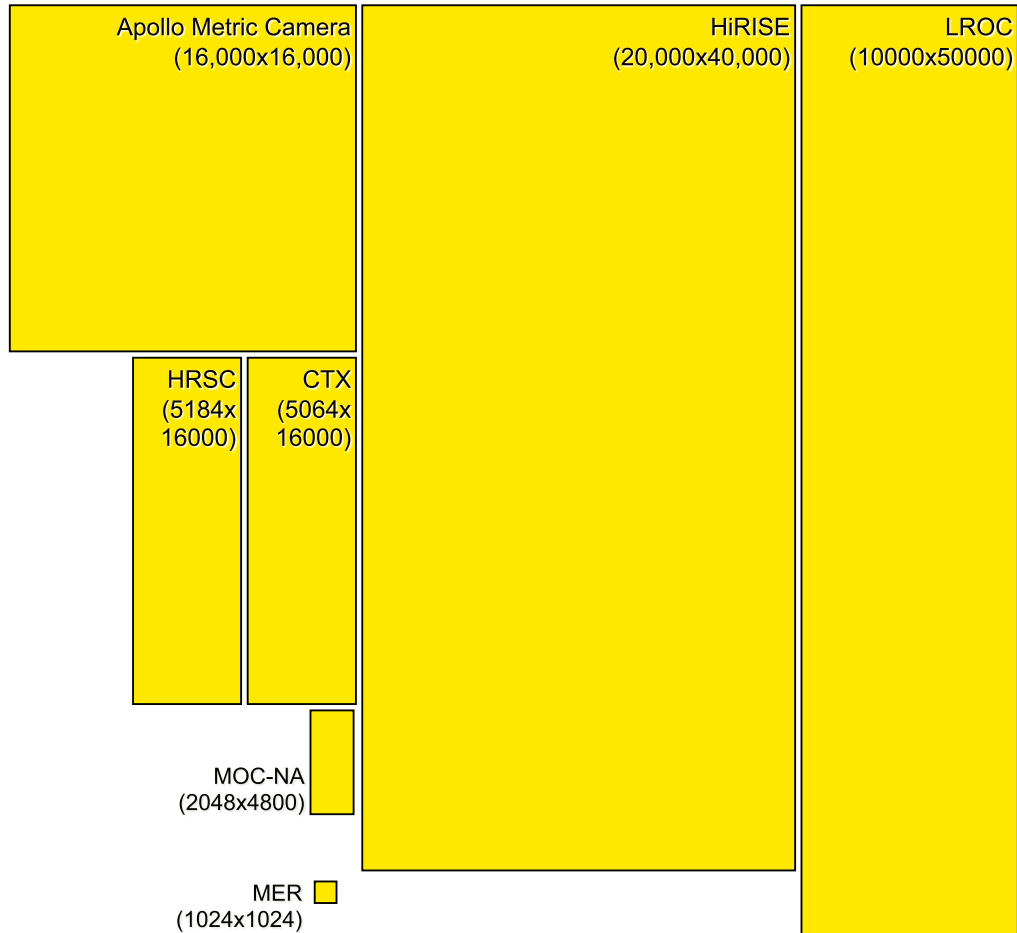 Apollo Metric Camera
(16,000x16,000)
HiRISE
(20,000x40,000)
LROC
(10000x50000)
HRSC
(5184x
16000)
CTX
(5064x
16000)
MOC-NA
(2048x4800)
MER
(1024x1024)